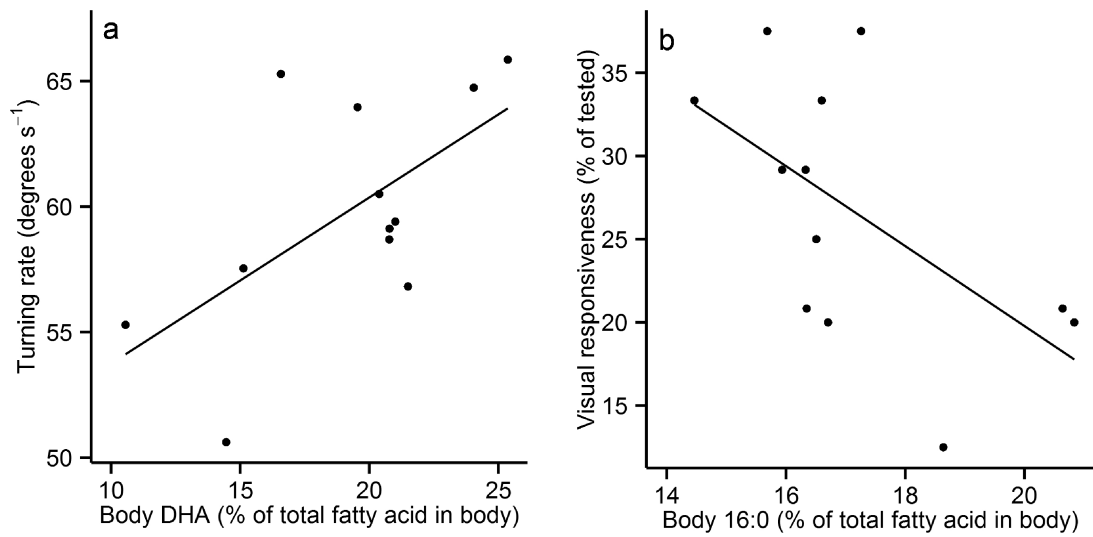 a
Turning rate (degrees s⁻¹)
65
60
55
50
10 15 20 25
Body DHA (% of total fatty acid in body)
b
Visual responsiveness (% of tested)
35
30
25
20
15
14 16 18 20
Body 16:0 (% of total fatty acid in body)